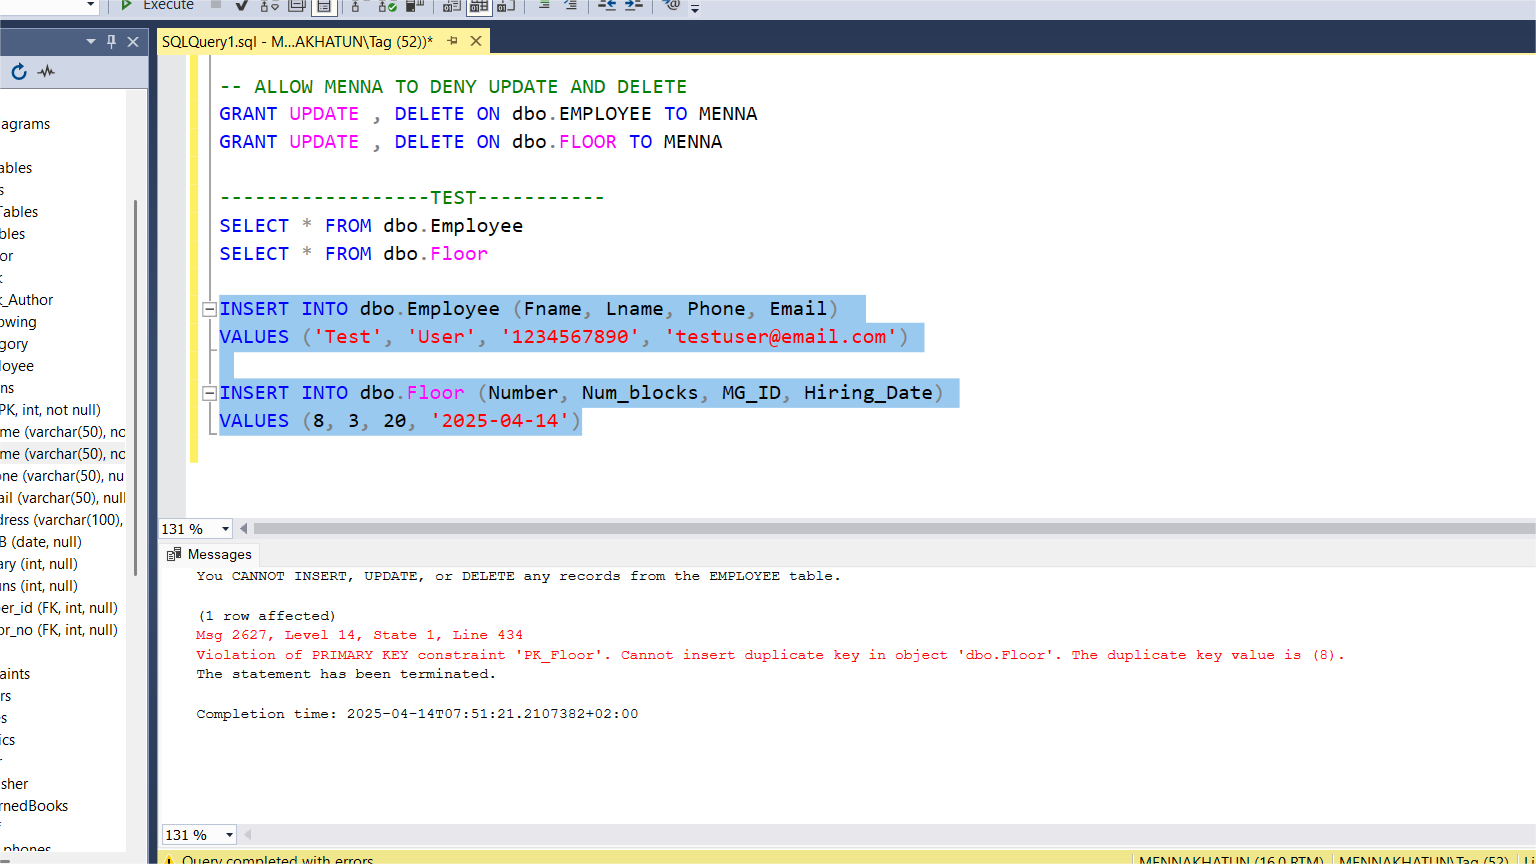 Execute
SQLQuery1.sql - M...AKHATUN\Tag (52))*
agrams
ables
s
Tables
bles
or
k
k_Author
owing
gory
loyee
ns
PK, int, not null)
me (varchar(50), no
me (varchar(50), no
one (varchar(50), nu
ail (varchar(50), null
dress (varchar(100),
B (date, null)
ary (int, null)
uns (int, null)
er_id (FK, int, null)
or_no (FK, int, null)
aints
rs
s
ics
r
sher
rnedBooks
f
phones
-- ALLOW MENNA TO DENY UPDATE AND DELETE
GRANT UPDATE , DELETE ON dbo.EMPLOYEE TO MENNA
GRANT UPDATE , DELETE ON dbo.FLOOR TO MENNA
------------------TEST-----------
SELECT * FROM dbo.Employee
SELECT * FROM dbo.Floor
INSERT INTO dbo.Employee (Fname, Lname, Phone, Email)
VALUES ('Test', 'User', '1234567890', 'testuser@email.com')
INSERT INTO dbo.Floor (Number, Num_blocks, MG_ID, Hiring_Date)
VALUES (8, 3, 20, '2025-04-14')
131 %
Messages
You CANNOT INSERT, UPDATE, or DELETE any records from the EMPLOYEE table.
(1 row affected)
Msg 2627, Level 14, State 1, Line 434
Violation of PRIMARY KEY constraint 'PK_Floor'. Cannot insert duplicate key in object 'dbo.Floor'. The duplicate key value is (8).
The statement has been terminated.
Completion time: 2025-04-14T07:51:21.2107382+02:00
131 %
Query completed with errors
MENNAKHATUN (16.0 RTM)
MENNAKHATUN\Tag (52)